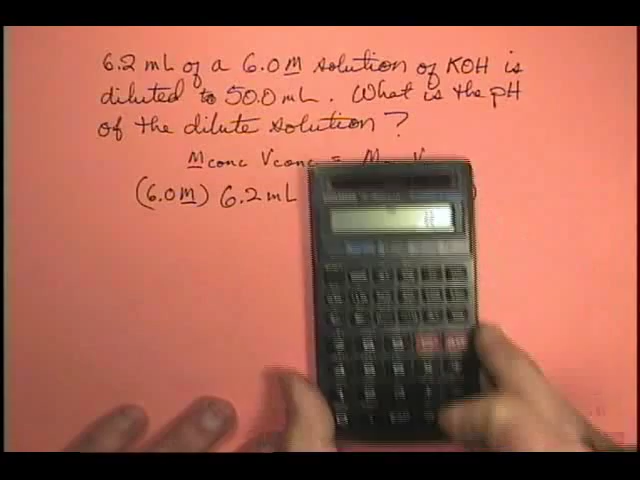 6.2 mL of a 6.0 M solution of KOH is
diluted to 50.0 mL. What is the pH
of the dilute solution?
Mconc Vconc = M V
(6.0M) 6.2 mL